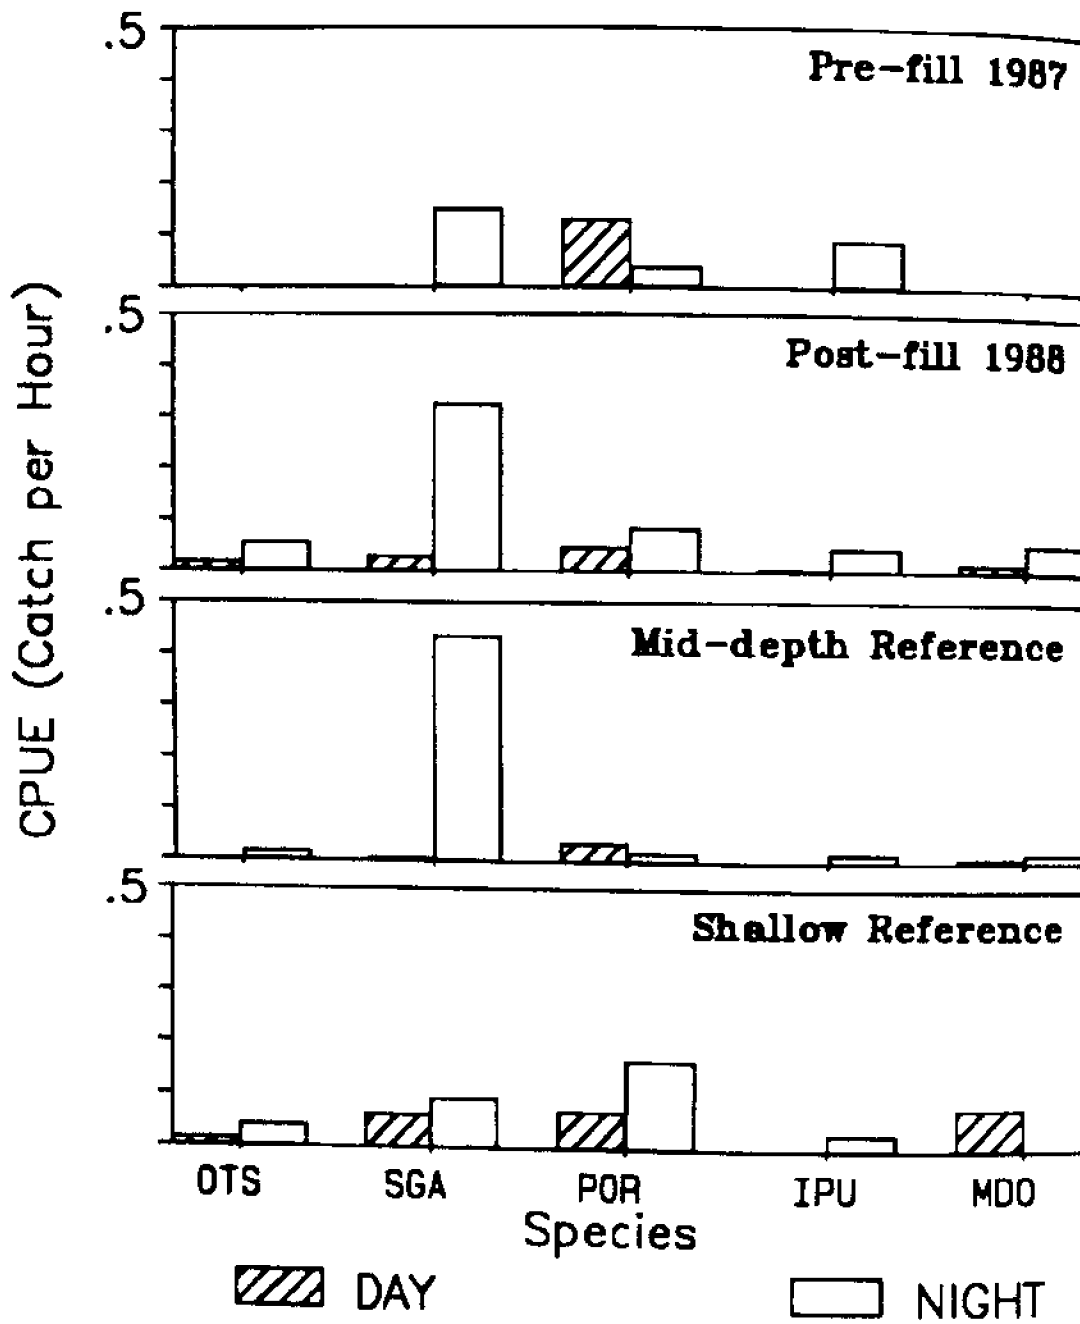 .5
Pre-fill 1987
.5
Post-fill 1988
.5
Mid-depth Reference
.5
Shallow Reference
CPUE (Catch per Hour)
OTS SGA POR IPU MDO
Species
DAY NIGHT